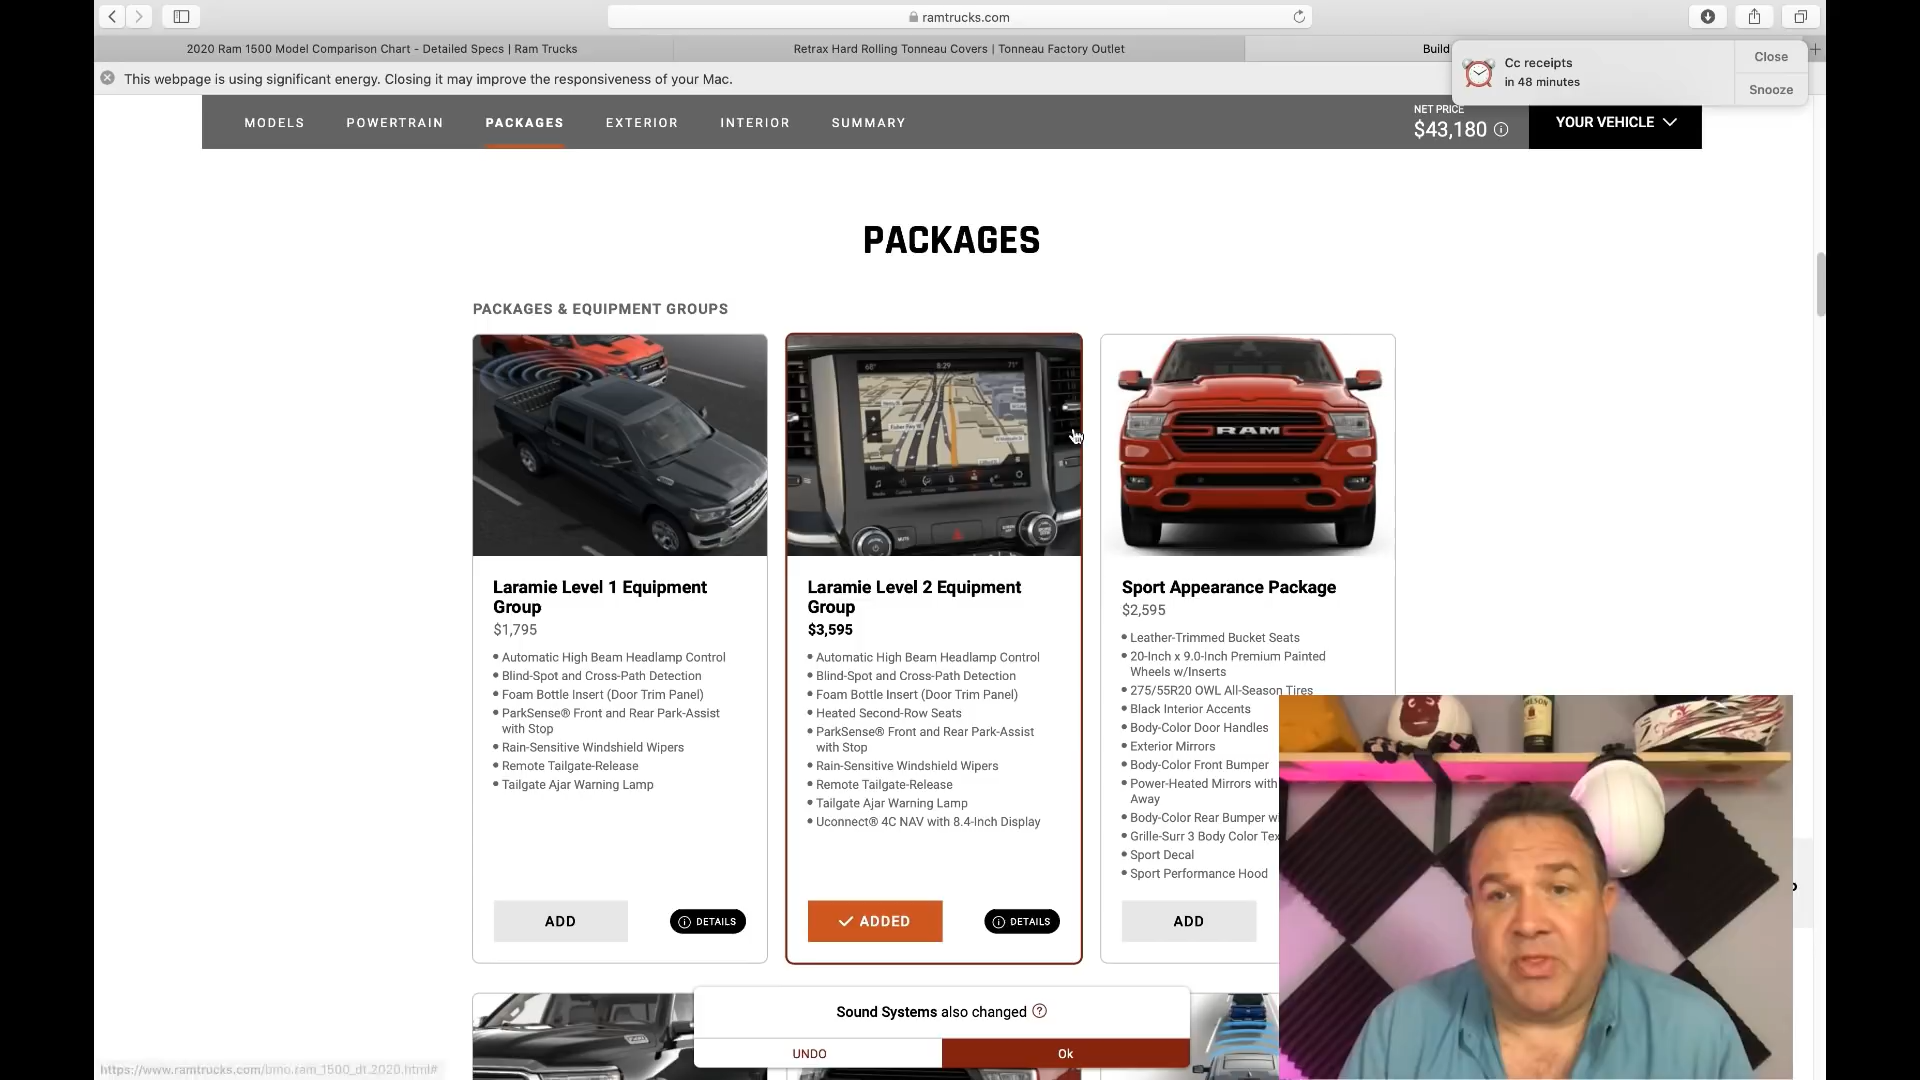 ramtrucks.com
2020 Ram 1500 Model Comparison Chart - Detailed Specs | Ram Trucks
Retrax Hard Rolling Tonneau Covers | Tonneau Factory Outlet
Build
Cc receipts
in 48 minutes
Close
Snooze
This webpage is using significant energy. Closing it may improve the responsiveness of your Mac.
MODELS
POWERTRAIN
PACKAGES
EXTERIOR
INTERIOR
SUMMARY
NET PRICE
$43,180
YOUR VEHICLE
PACKAGES
PACKAGES & EQUIPMENT GROUPS
Laramie Level 1 Equipment
Group
$1,795
• Automatic High Beam Headlamp Control
• Blind-Spot and Cross-Path Detection
• Foam Bottle Insert (Door Trim Panel)
• ParkSense® Front and Rear Park-Assist
with Stop
• Rain-Sensitive Windshield Wipers
• Remote Tailgate-Release
• Tailgate Ajar Warning Lamp
ADD
DETAILS
68°
8:29
71°
Menu
Laramie Level 2 Equipment
Group
$3,595
• Automatic High Beam Headlamp Control
• Blind-Spot and Cross-Path Detection
• Foam Bottle Insert (Door Trim Panel)
• Heated Second-Row Seats
• ParkSense® Front and Rear Park-Assist
with Stop
• Rain-Sensitive Windshield Wipers
• Remote Tailgate-Release
• Tailgate Ajar Warning Lamp
• Uconnect® 4C NAV with 8.4-Inch Display
ADDED
DETAILS
RAM
Sport Appearance Package
$2,595
• Leather-Trimmed Bucket Seats
• 20-Inch x 9.0-Inch Premium Painted
Wheels w/Inserts
• 275/55R20 OWL All-Season Tires
• Black Interior Accents
• Body-Color Door Handles
• Exterior Mirrors
• Body-Color Front Bumper
• Power-Heated Mirrors with
Away
• Body-Color Rear Bumper w
• Grille-Surr 3 Body Color Tex
• Sport Decal
• Sport Performance Hood
ADD
Sound Systems also changed
UNDO
Ok
https://www.ramtrucks.com/bmo.ram_1500_dt.2020.html#